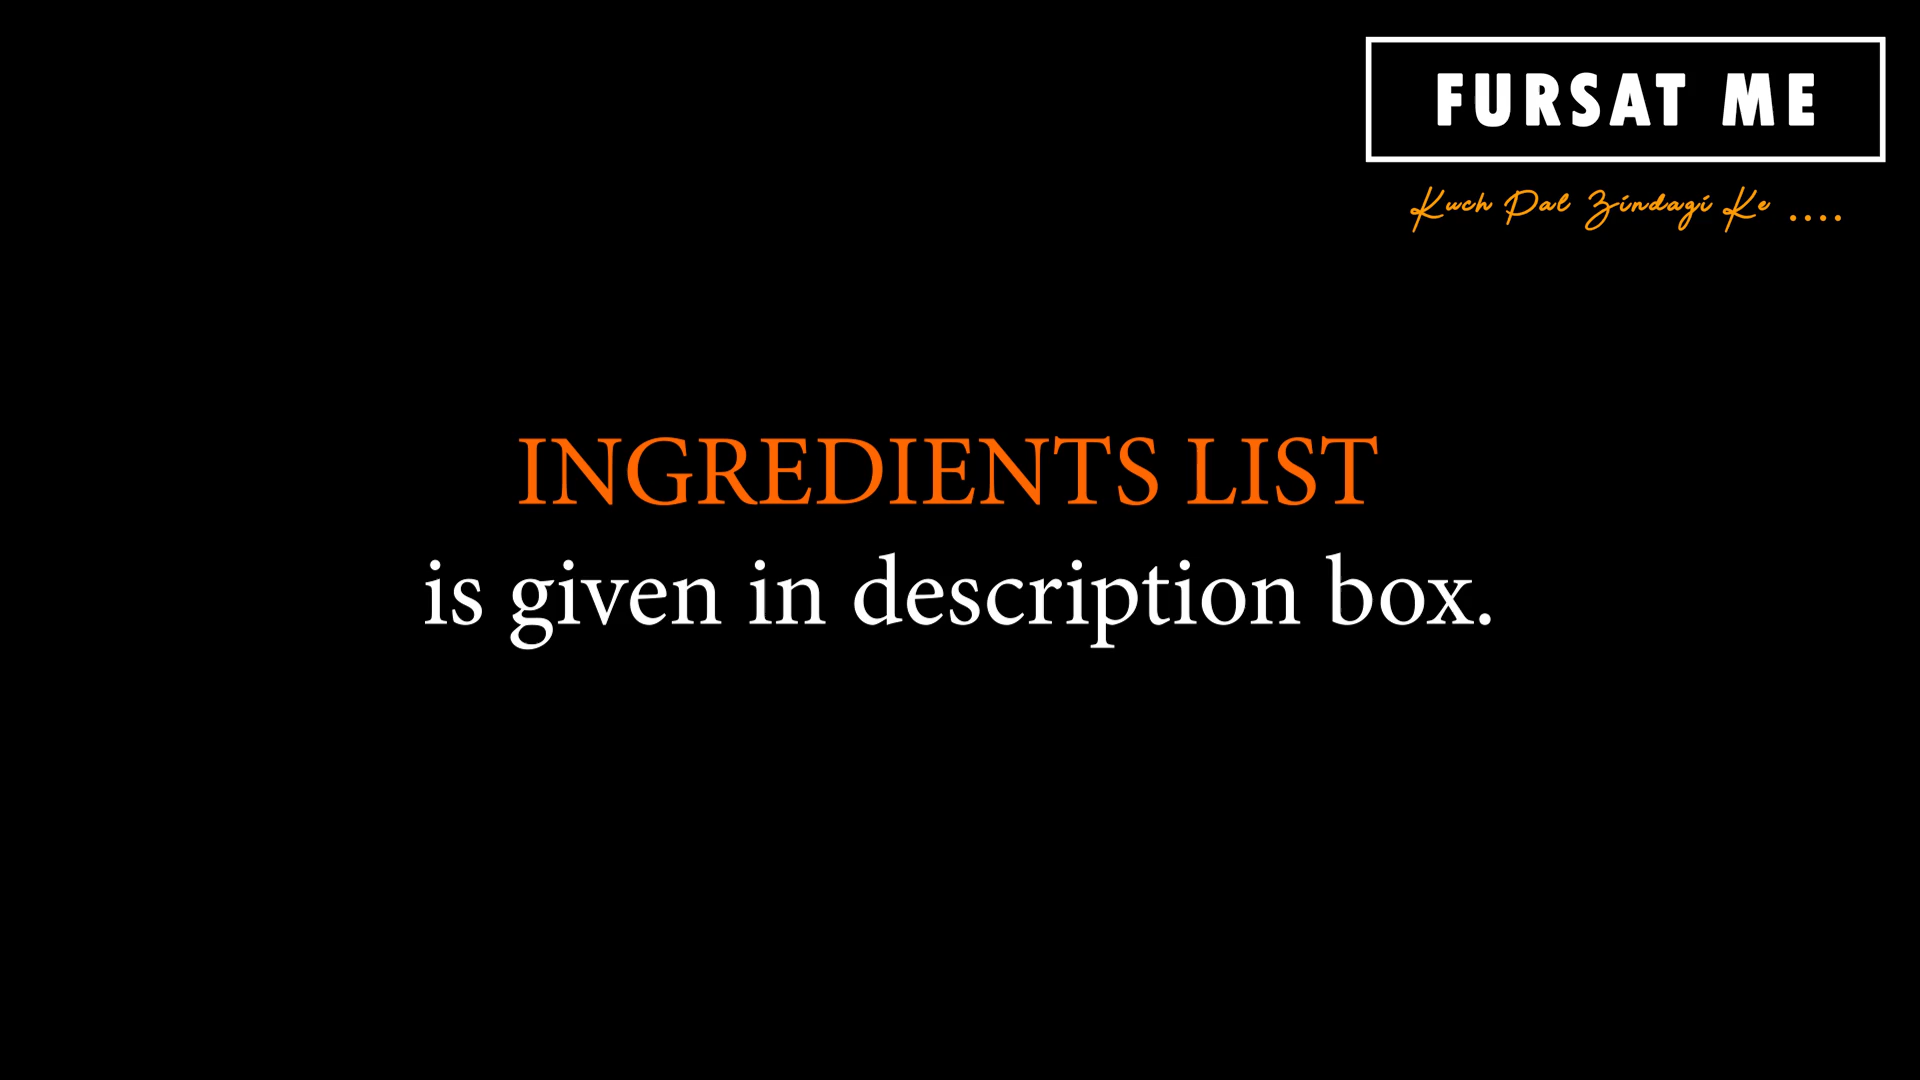 FURSAT ME
Kuch Pal Zindagi Ke ....
INGREDIENTS LIST
is given in description box.